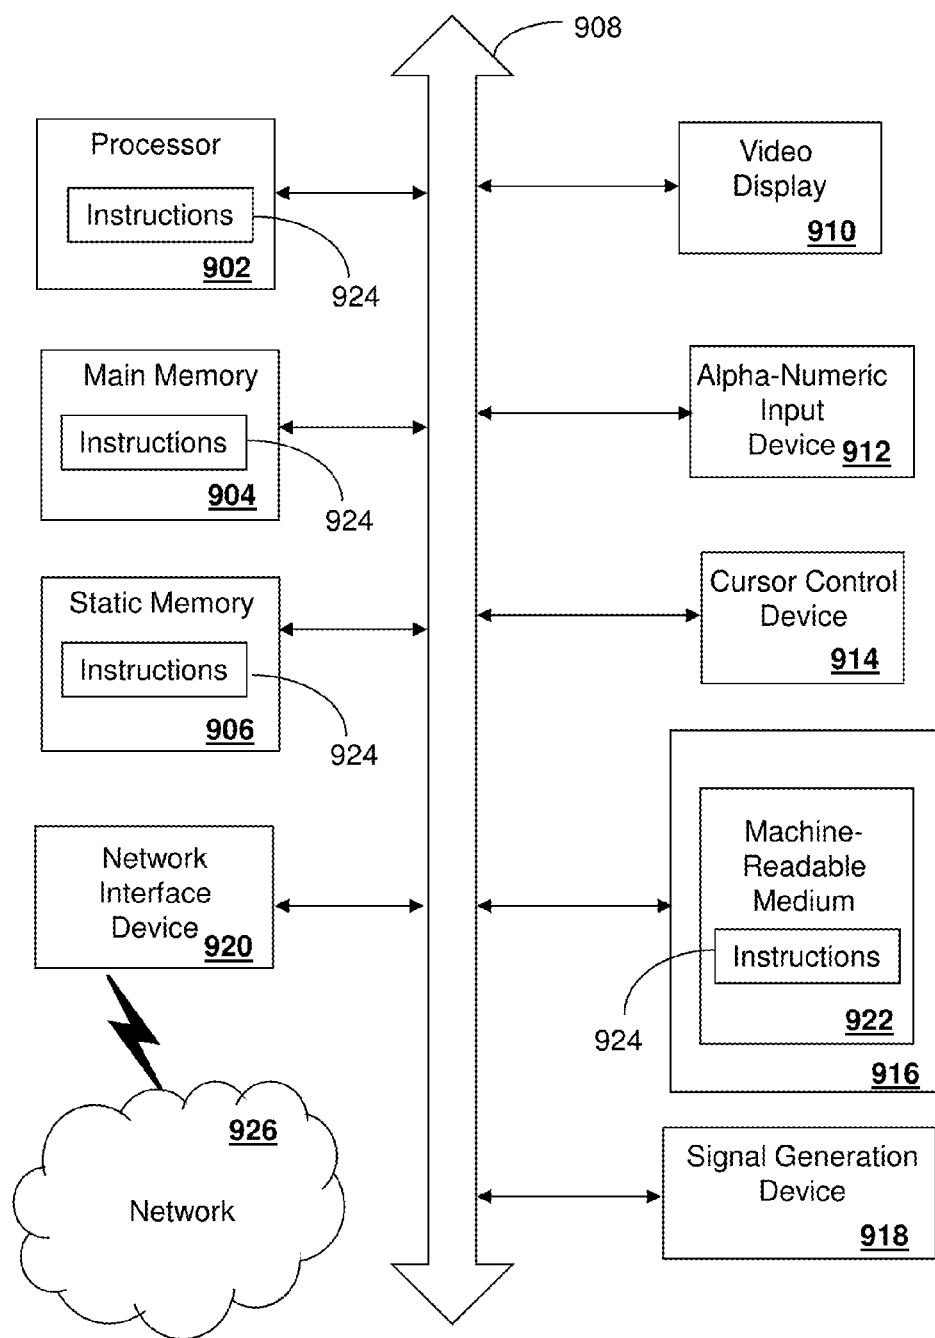 908
Processor
Instructions
902
924
Main Memory
Instructions
904
924
Static Memory
Instructions
906
924
Network
Interface
Device
920
926
Network
Video
Display
910
Alpha-Numeric
Input
Device
912
Cursor Control
Device
914
Machine-
Readable
Medium
Instructions
922
924
916
Signal Generation
Device
918